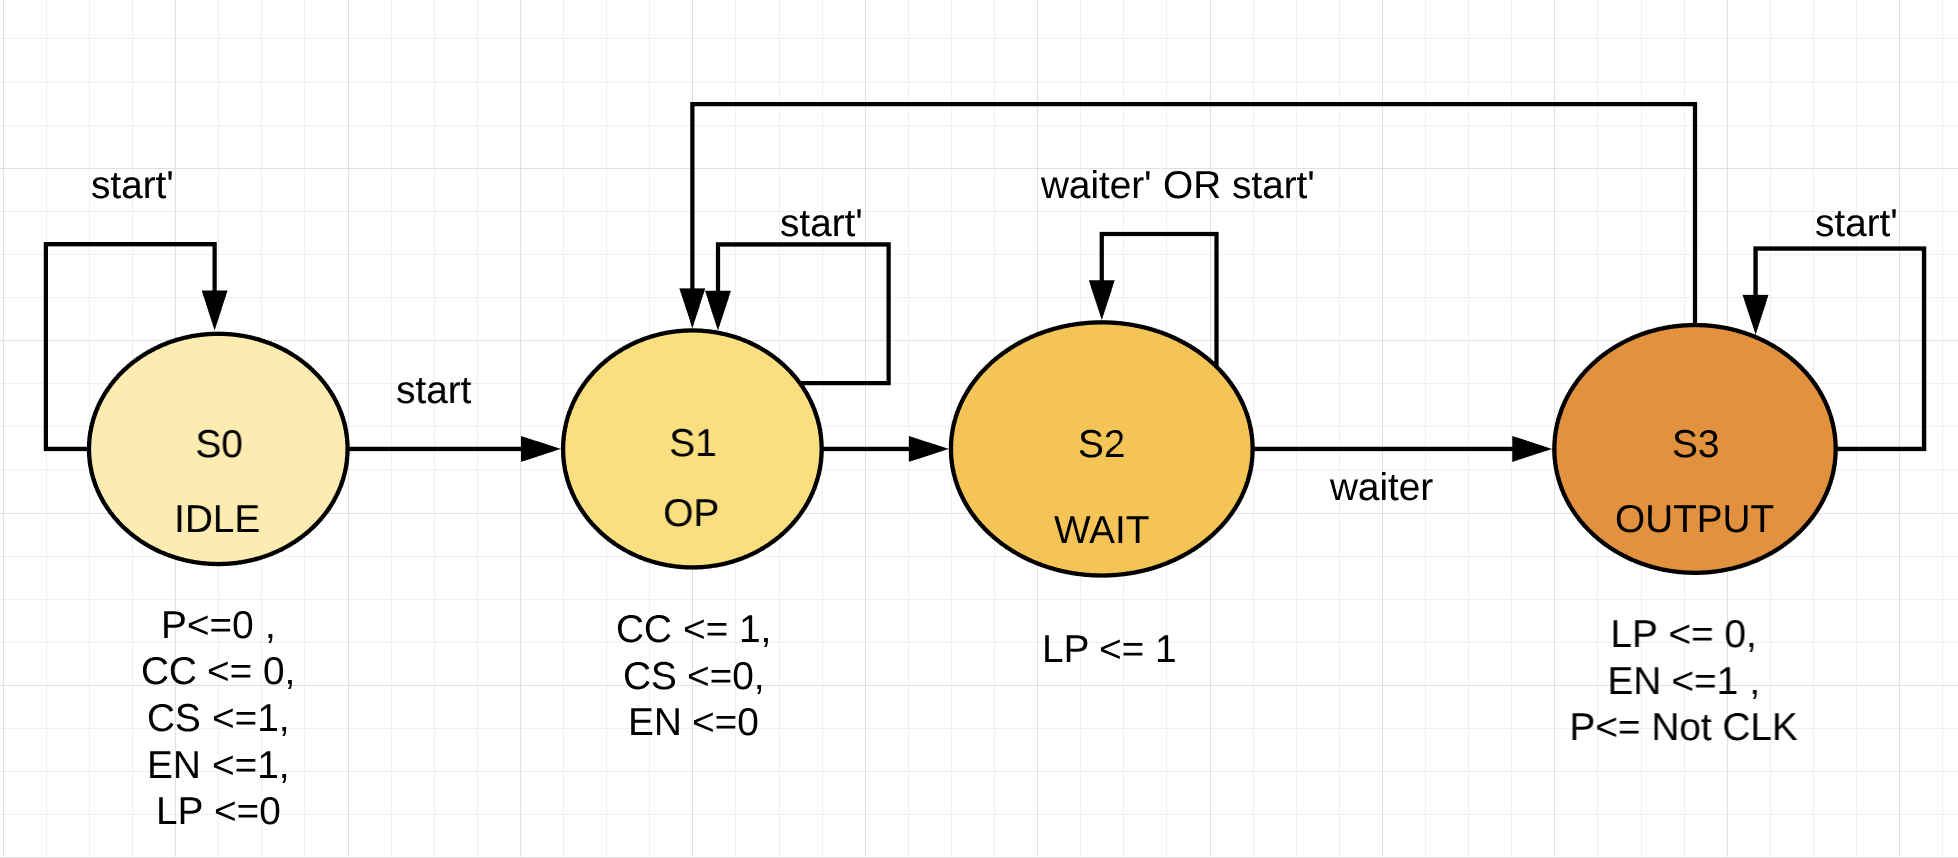 start'
start'
waiter' OR start'
start'
start
waiter
S0
IDLE
S1
OP
S2
WAIT
S3
OUTPUT
P<=0 ,
CC <= 0,
CS <=1,
EN <=1,
LP <=0
CC <= 1,
CS <=0,
EN <=0
LP <= 1
LP <= 0,
EN <=1 ,
P<= Not CLK